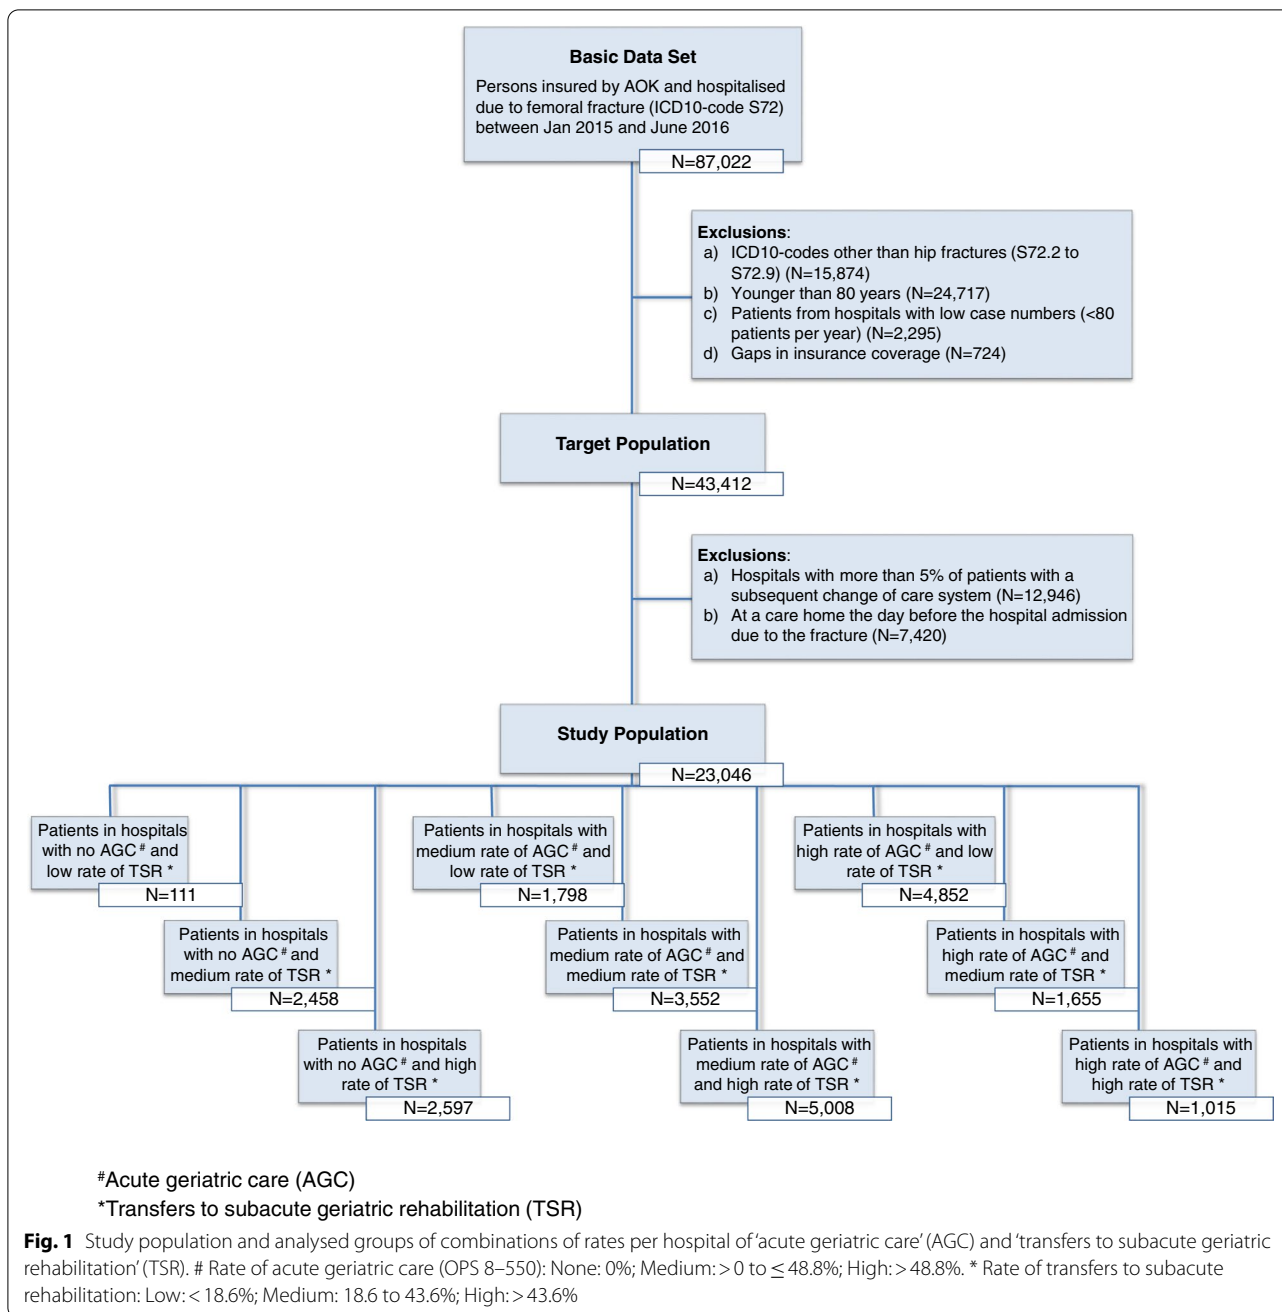 Basic Data Set
Persons insured by AOK and hospitalised
due to femoral fracture (ICD10-code S72)
between Jan 2015 and June 2016
N=87,022
Exclusions:
a) ICD10-codes other than hip fractures (S72.2 to
S72.9) (N=15,874)
b) Younger than 80 years (N=24,717)
c) Patients from hospitals with low case numbers (<80
patients per year) (N=2,295)
d) Gaps in insurance coverage (N=724)
Target Population
N=43,412
Exclusions:
a) Hospitals with more than 5% of patients with a
subsequent change of care system (N=12,946)
b) At a care home the day before the hospital admission
due to the fracture (N=7,420)
Study Population
N=23,046
Patients in hospitals
with no AGC # and
low rate of TSR *
N=111
Patients in hospitals with
medium rate of AGC # and
low rate of TSR *
N=1,798
Patients in hospitals with
high rate of AGC # and low
rate of TSR *
N=4,852
Patients in hospitals
with no AGC # and
medium rate of TSR *
N=2,458
Patients in hospitals with
medium rate of AGC # and
medium rate of TSR *
N=3,552
Patients in hospitals with
high rate of AGC # and
medium rate of TSR *
N=1,655
Patients in hospitals
with no AGC # and high
rate of TSR *
N=2,597
Patients in hospitals with
medium rate of AGC #
and high rate of TSR *
N=5,008
Patients in hospitals with
high rate of AGC # and
high rate of TSR *
N=1,015
#Acute geriatric care (AGC)
*Transfers to subacute geriatric rehabilitation (TSR)
Fig. 1 Study population and analysed groups of combinations of rates per hospital of ‘acute geriatric care’ (AGC) and ‘transfers to subacute geriatric
rehabilitation’ (TSR). # Rate of acute geriatric care (OPS 8–550): None: 0%; Medium: > 0 to ≤ 48.8%; High: > 48.8%. * Rate of transfers to subacute
rehabilitation: Low: < 18.6%; Medium: 18.6 to 43.6%; High: > 43.6%